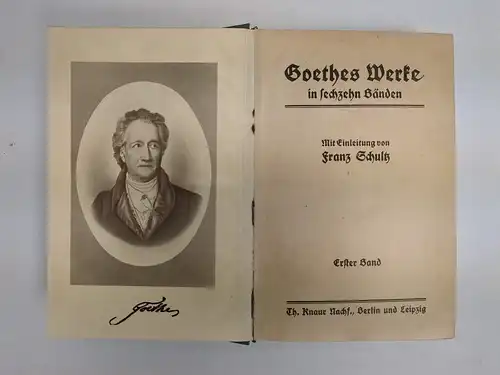 Goethe
Goethes Werke
in sechzehn Bänden
Mit Einleitung von
Franz Schultz
Erster Band
Th. Knaur Nachf., Berlin und Leipzig